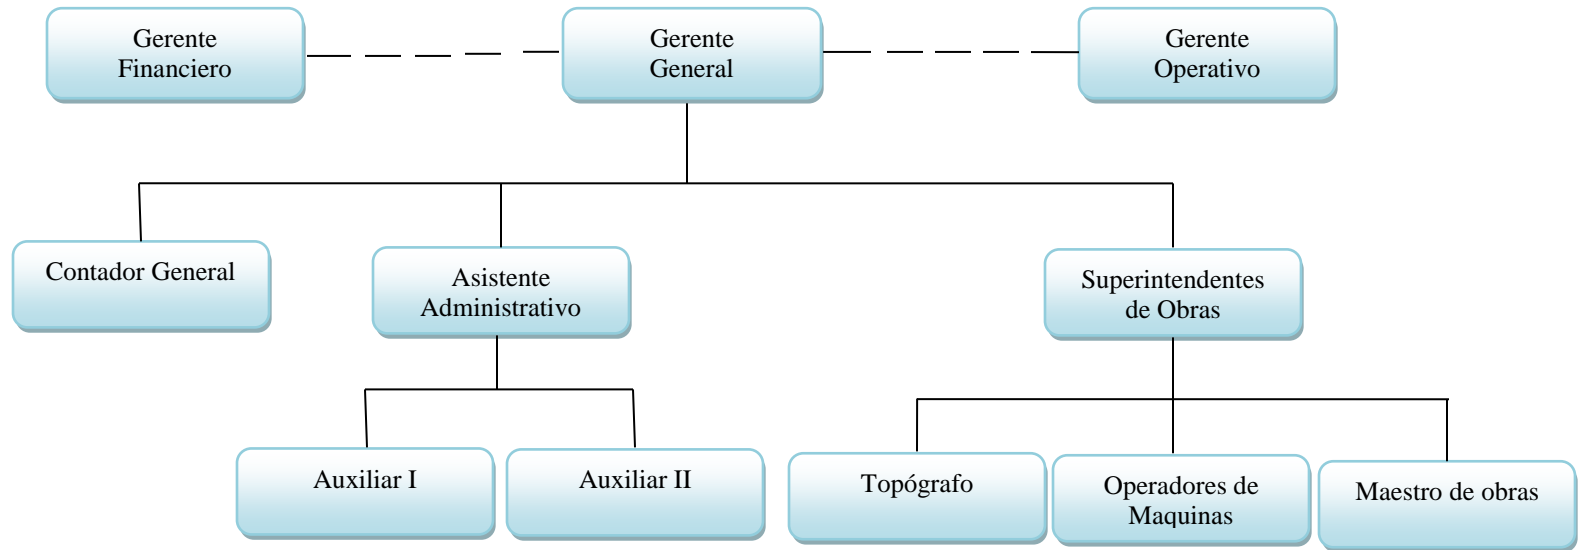 Gerente
Financiero
Gerente
General
Gerente
Operativo
Contador General
Asistente
Administrativo
Superintendentes
de Obras
Auxiliar I
Auxiliar II
Topógrafo
Operadores de
Maquinas
Maestro de obras